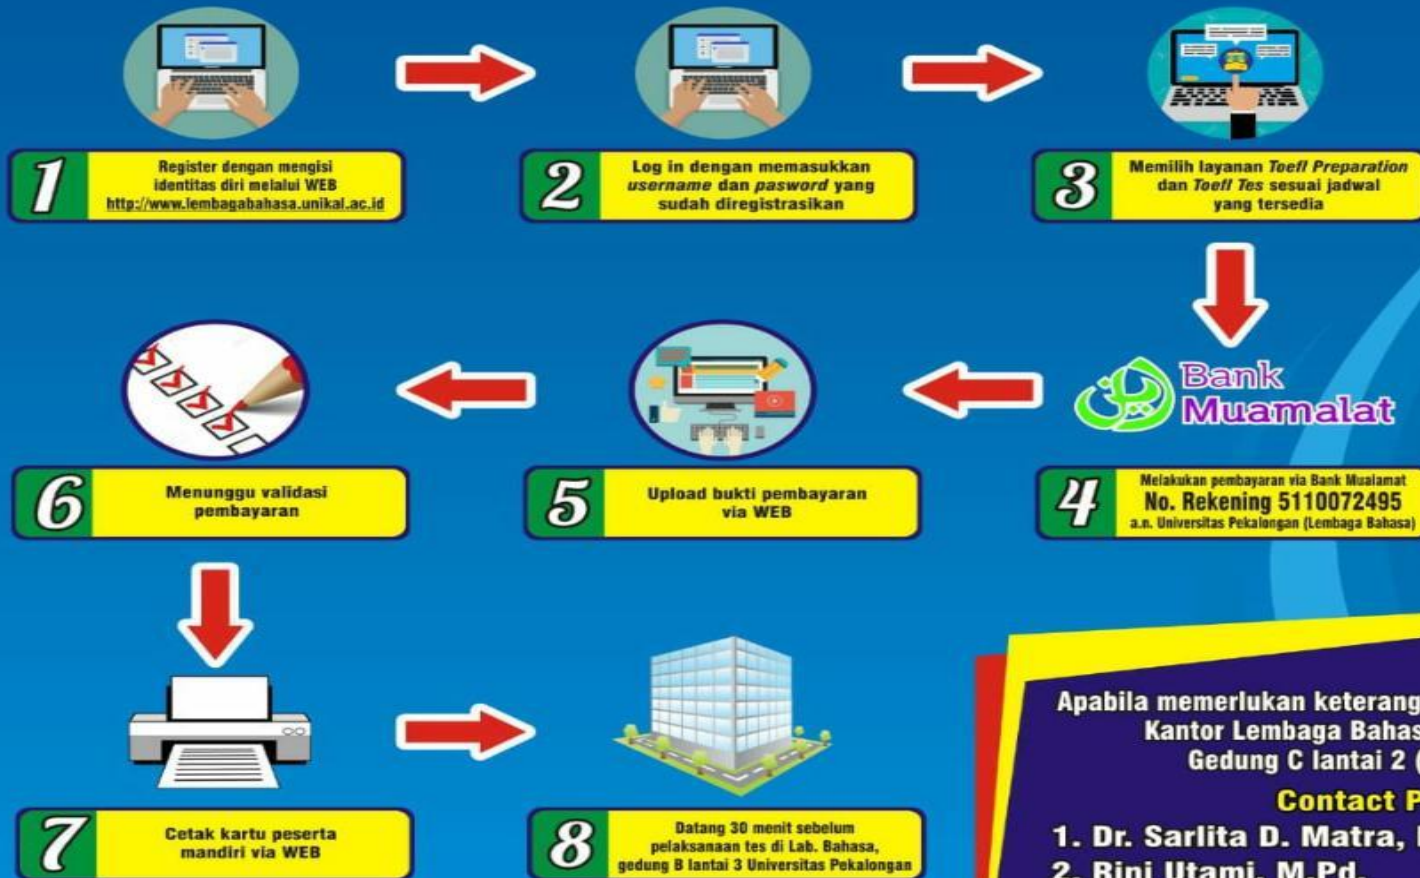 1
Register dengan mengisi
identitas diri melalui WEB
http://www.lembagabahasa.unikal.ac.id
2
Log in dengan memasukkan
username dan pasword yang
sudah diregistrasikan
3
Memilih layanan Toefl Preparation
dan Toefl Tes sesuai jadwal
yang tersedia
Bank
Muamalat
4
Melakukan pembayaran via Bank Mualamat
No. Rekening 5110072495
a.n. Universitas Pekalongan (Lembaga Bahasa)
5
Upload bukti pembayaran
via WEB
6
Menunggu validasi
pembayaran
7
Cetak kartu peserta
mandiri via WEB
8
Datang 30 menit sebelum
pelaksanaan tes di Lab. Bahasa,
gedung B lantai 3 Universitas Pekalongan
Apabila memerlukan
Kantor Lembaga
Gedung C lantai 2
Contact
1. Dr. Sarlita D. Matra,
2. Rini Utami, M.Pd.